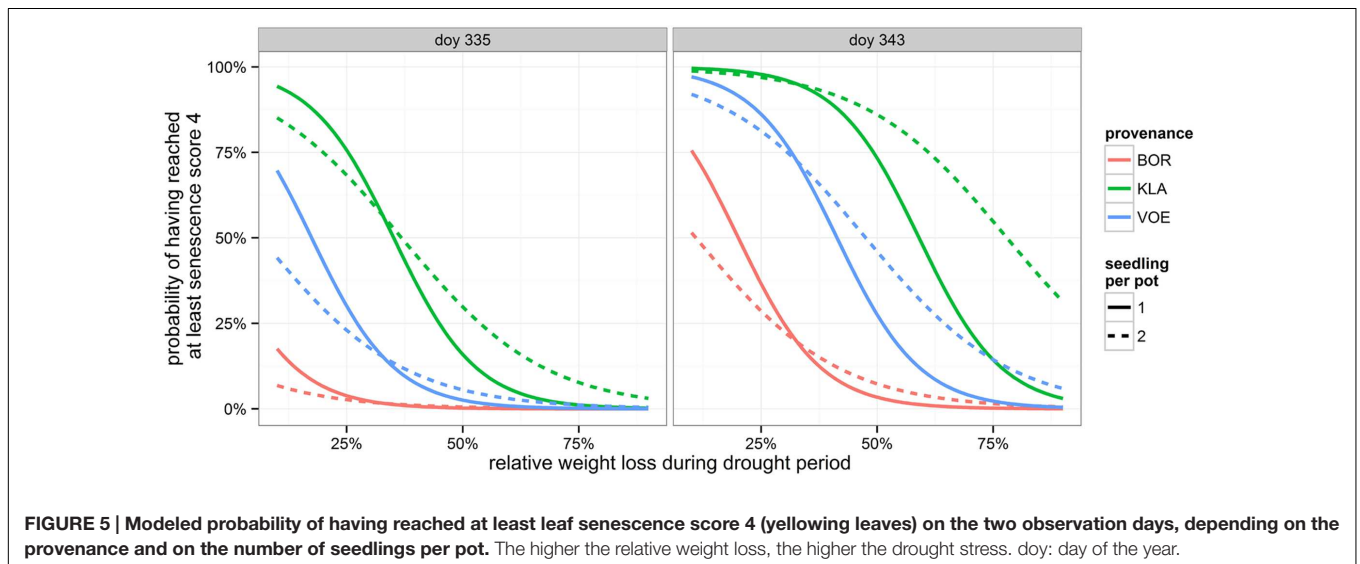 doy 335
doy 343
probability of having reached
at least senescence score 4
100%
75%
50%
25%
0%
25%
50%
75%
25%
50%
75%
relative weight loss during drought period
provenance
BOR
KLA
VOE
seedling
per pot
1
2
FIGURE 5 | Modeled probability of having reached at least leaf senescence score 4 (yellowing leaves) on the two observation days, depending on the
provenance and on the number of seedlings per pot. The higher the relative weight loss, the higher the drought stress. doy: day of the year.